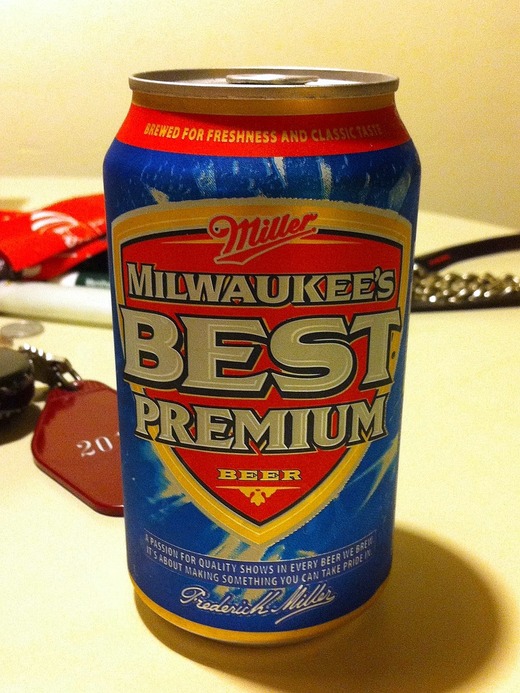 BREWED FOR FRESHNESS AND CLASSIC TASTE
Miller
MILWAUKEE'S
BEST
PREMIUM
BEER
A PASSION FOR QUALITY SHOWS IN EVERY BEER WE BREW
IT'S ABOUT MAKING SOMETHING YOU CAN TAKE PRIDE IN
Frederick Miller
201